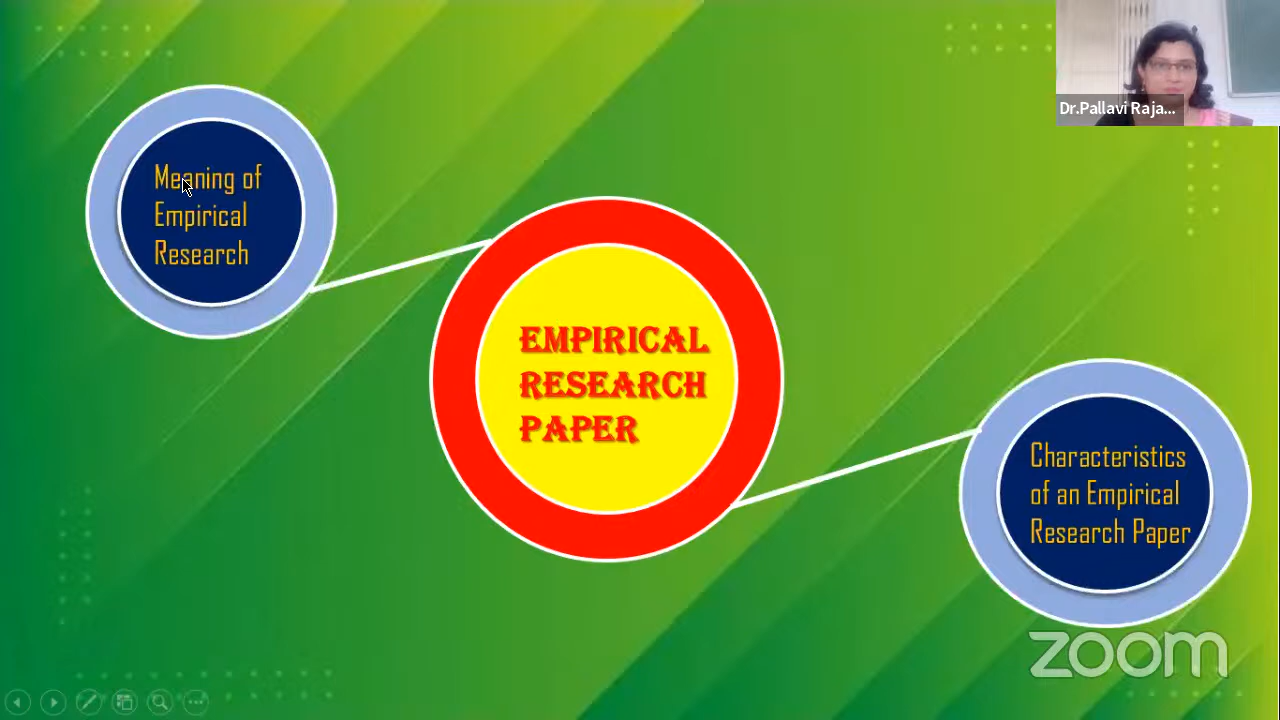 Dr.Pallavi Raja...
Meaning of
Empirical
Research
EMPIRICAL
RESEARCH
PAPER
Characteristics
of an Empirical
Research Paper
zoom